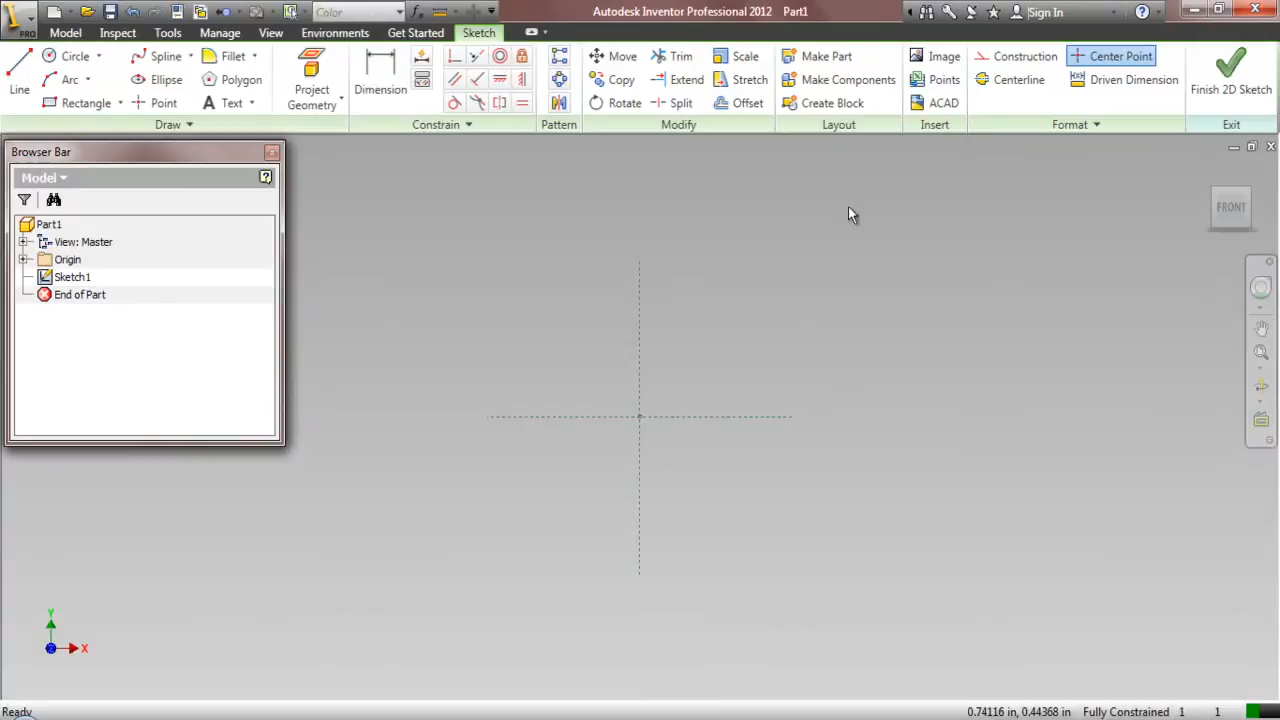 Color
Autodesk Inventor Professional 2012 Part1
Sign In
PRO
Model Inspect Tools Manage View Environments Get Started Sketch
Circle Spline Fillet Move Trim Scale Make Part Image Construction Center Point
Arc Ellipse Polygon Copy Extend Stretch Make Components Points Centerline Driven Dimension
Line Dimension Project Geometry Finish 2D Sketch
Rectangle Point Text Rotate Split Offset Create Block ACAD
Draw Constrain Pattern Modify Layout Insert Format Exit
Browser Bar
Model
Part1
View: Master
Origin
Sketch1
End of Part
FRONT
Y
X
Ready 0.74116 in, 0.44368 in Fully Constrained 1 1